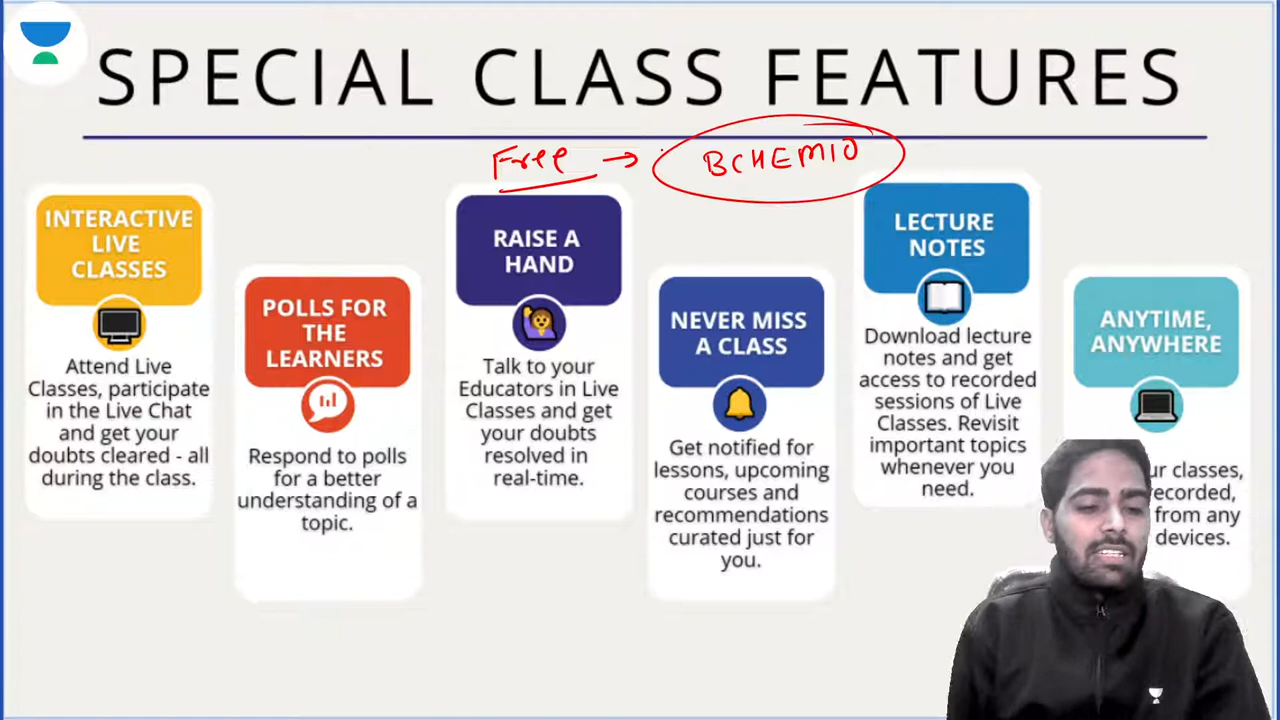 SPECIAL CLASS FEATURES
Free → BCHEM10
INTERACTIVE
LIVE
CLASSES
Attend Live
Classes, participate
in the Live Chat
and get your
doubts cleared - all
during the class.
POLLS FOR
THE
LEARNERS
Respond to polls
for a better
understanding of a
topic.
RAISE A
HAND
Talk to your
Educators in Live
Classes and get
your doubts
resolved in
real-time.
NEVER MISS
A CLASS
Get notified for
lessons, upcoming
courses and
recommendations
curated just for
you.
LECTURE
NOTES
Download lecture
notes and get
access to recorded
sessions of Live
Classes. Revisit
important topics
whenever you
need.
ANYTIME,
ANYWHERE
classes,
from any
devices.